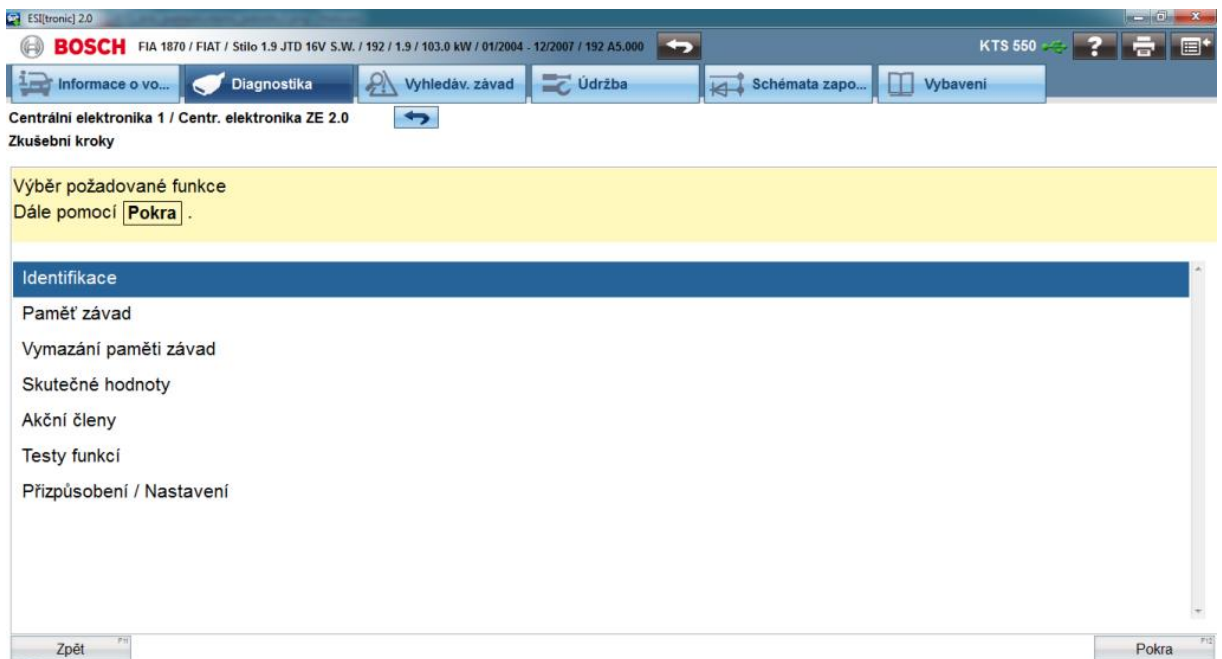 ESI[tronic] 2.0
BOSCH FIA 1870 / FIAT / Stilo 1.9 JTD 16V S.W. / 192 / 1.9 / 103.0 kW / 01/2004 - 12/2007 / 192 A5.000 KTS 550 ?
Informace o vo... Diagnostika Vyhledáv. závad Údržba Schémata zapo... Vybavení
Centrální elektronika 1 / Centr. elektronika ZE 2.0
Zkušební kroky
Výběr požadované funkce
Dále pomocí Pokra .
Identifikace
Paměť závad
Vymazání paměti závad
Skutečné hodnoty
Akční členy
Testy funkcí
Přizpůsobení / Nastavení
Zpět F11 Pokra F12